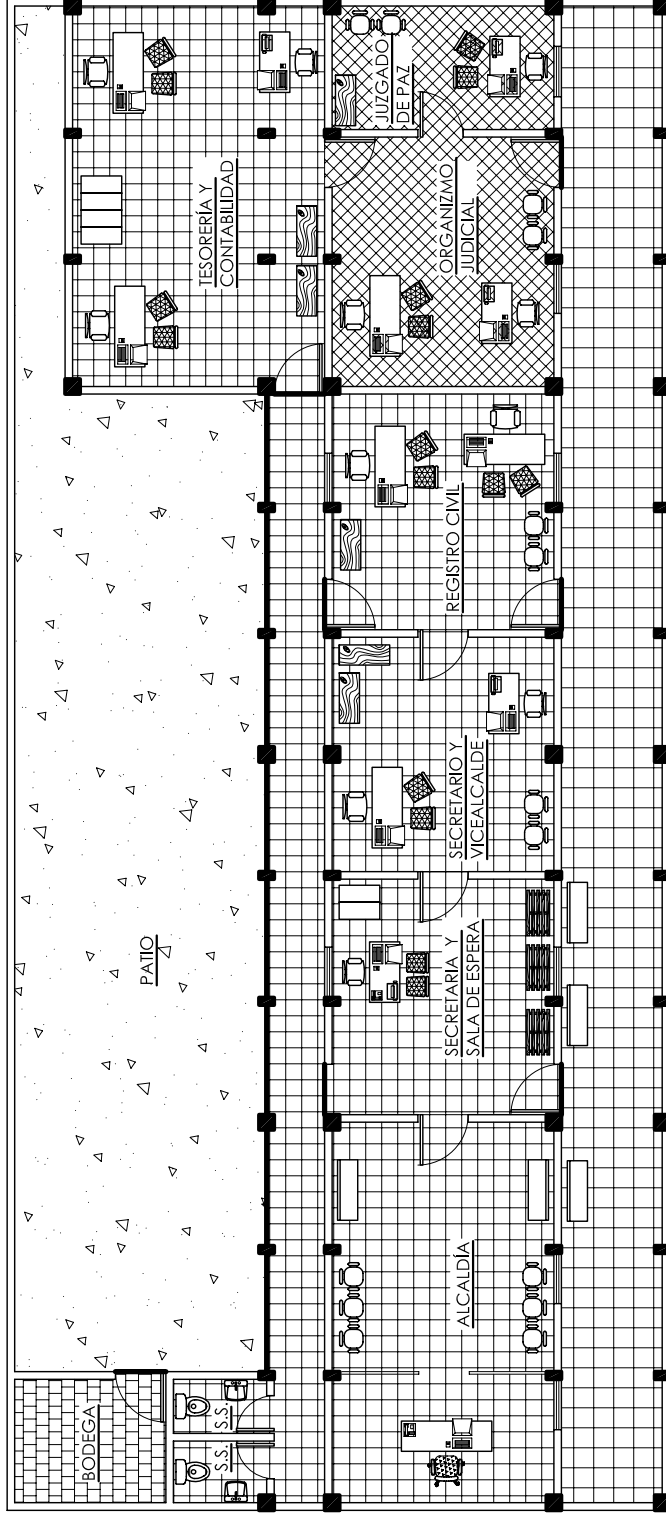 BODEGA
S.S.
S.S.
PATIO
TESORERÍA Y
CONTABILIDAD
ALCALDÍA
SECRETARIA Y
SALA DE ESPERA
SECRETARIO Y
VICEALCALDE
REGISTRO CIVIL
ORGANIZMO
JUDICIAL
JUZGADO
DE PAZ